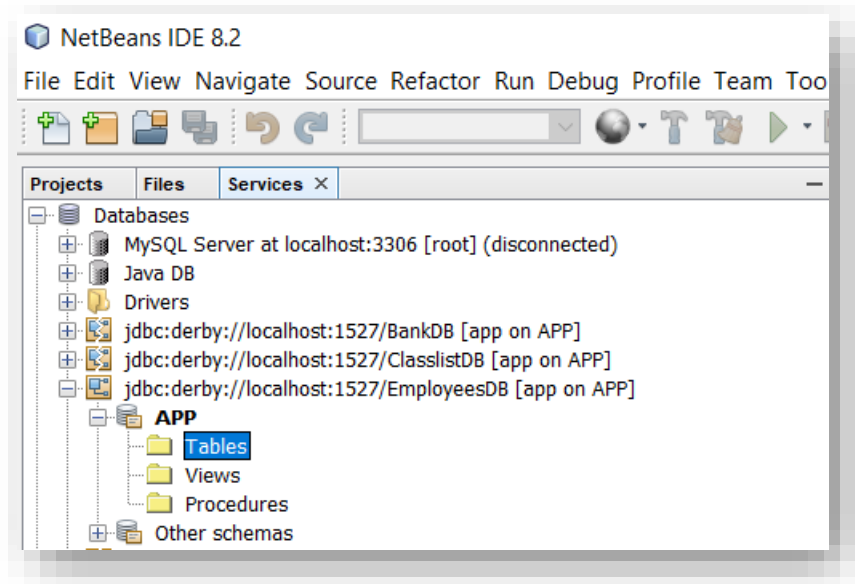 NetBeans IDE 8.2
File Edit View Navigate Source Refactor Run Debug Profile Team Too
Projects Files Services
Databases
MySQL Server at localhost:3306 [root] (disconnected)
Java DB
Drivers
jdbc:derby://localhost:1527/BankDB [app on APP]
jdbc:derby://localhost:1527/ClasslistDB [app on APP]
jdbc:derby://localhost:1527/EmployeesDB [app on APP]
APP
Tables
Views
Procedures
Other schemas